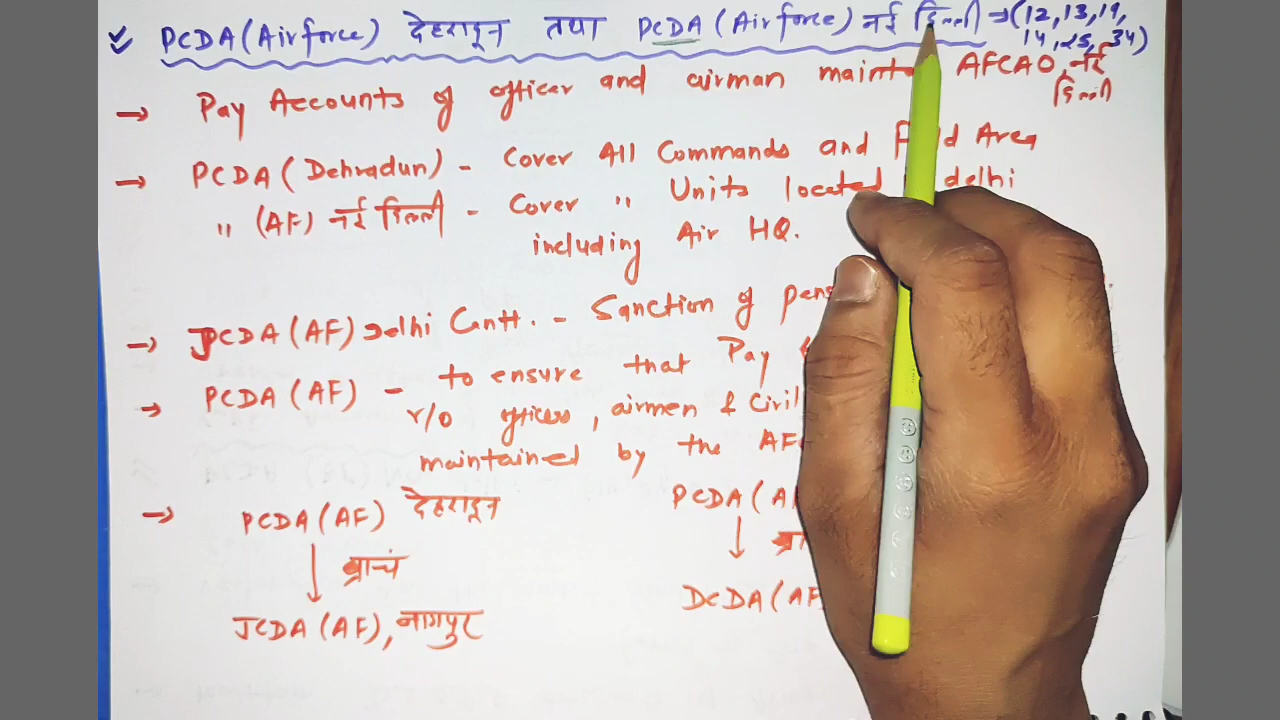 PCDA (Airforce) देहरादून तथा PCDA (Airforce) नई दिल्ली → (12, 13, 19,
14, 25, 34)
→ Pay Accounts of officer and airman AFCAO, नई
दिल्ली
→ PCDA (Dehradun) - Cover All Commands and Area
" (AF) नई दिल्ली - Cover " Units located delhi
including Air HQ.
→ JPCDA (AF) Delhi Cantt. - Sanction of
→ PCDA (AF) - to ensure that Pay
r/o officers, airmen & Civil
maintained by the
→ PCDA (AF) देहरादून PCDA
↓ ब्राचं ↓
JCDA (AF), नागपुर DCDA (AF